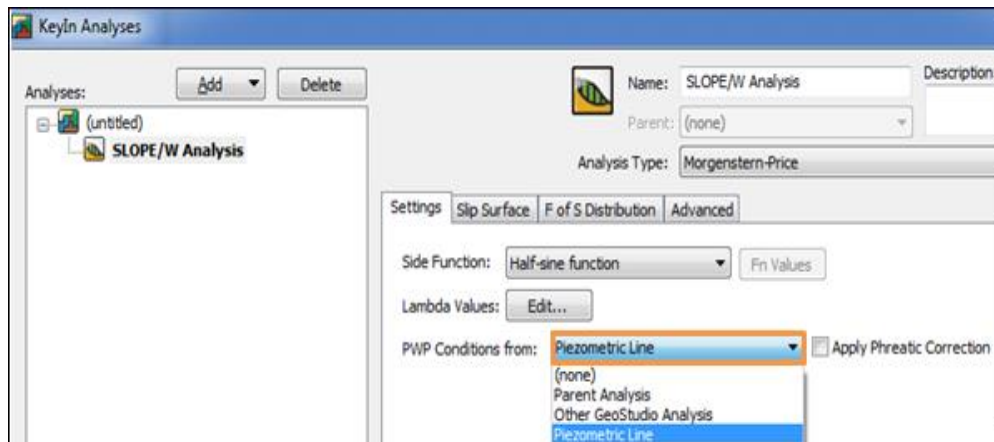 KeyIn Analyses
Analyses:
Add
Delete
(untitled)
SLOPE/W Analysis
Name: SLOPE/W Analysis
Description
Parent: (none)
Analysis Type: Morgenstern-Price
Settings Slip Surface F of S Distribution Advanced
Side Function: Half-sine function Fn Values
Lambda Values: Edit...
PWP Conditions from: Piezometric Line Apply Phreatic Correction
(none)
Parent Analysis
Other GeoStudio Analysis
Piezometric Line